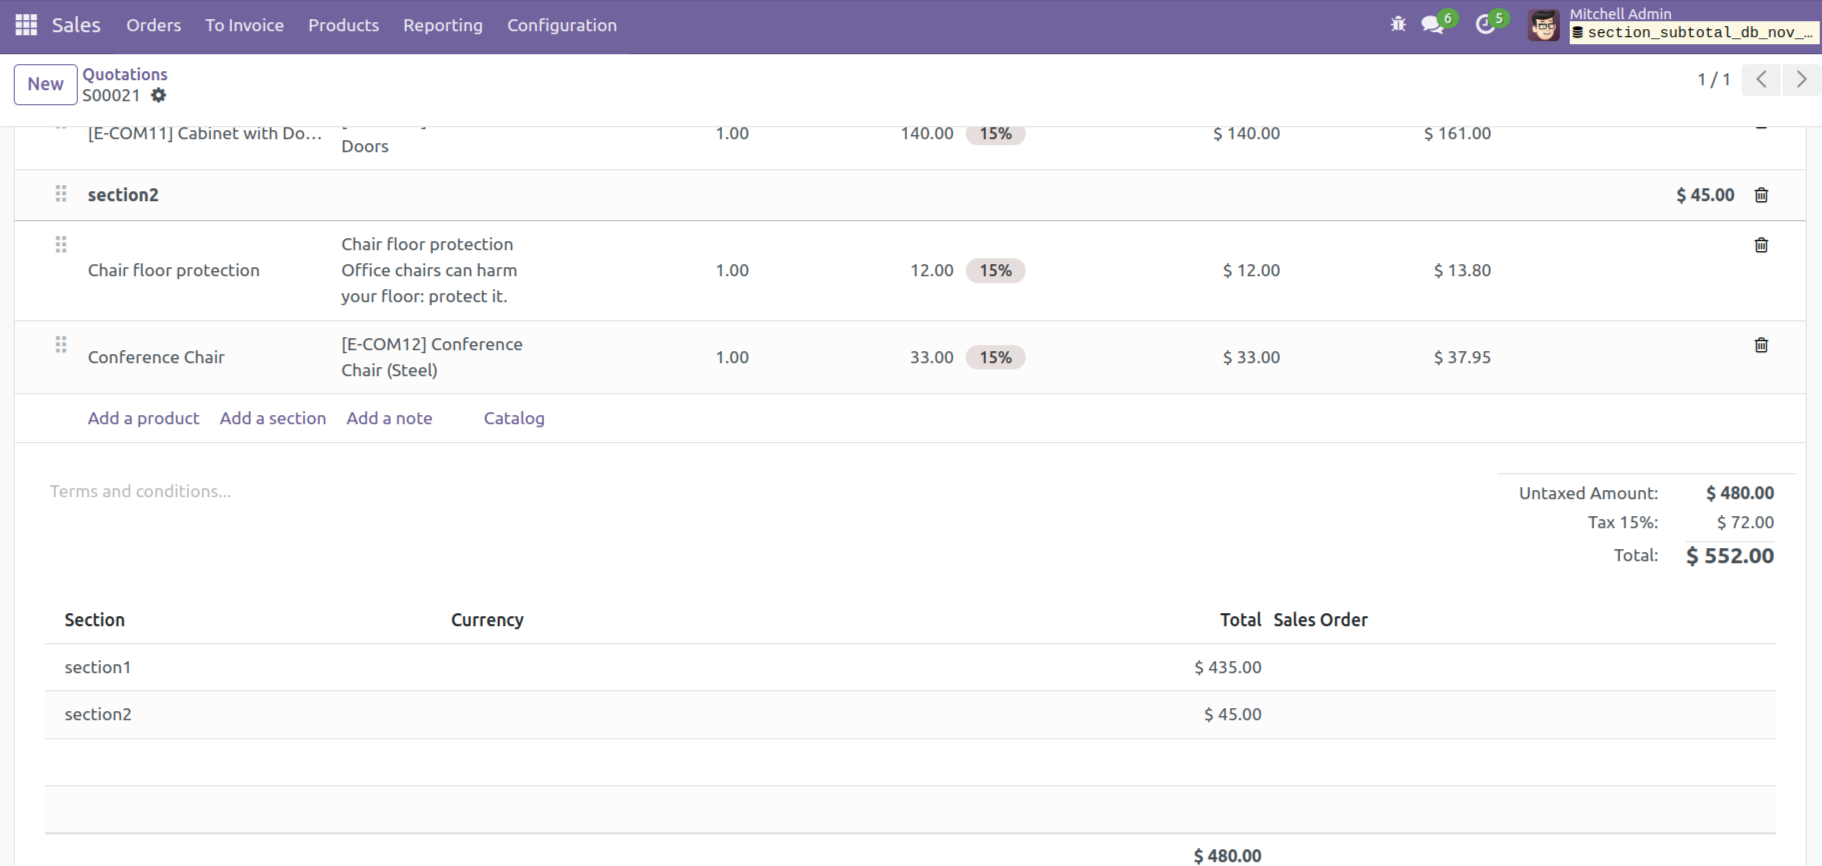 Sales Orders To Invoice Products Reporting Configuration 6 5 Mitchell Admin
section_subtotal_db_nov_...
New Quotations
S00021
1 / 1
[E-COM11] Cabinet with Do... 1.00 140.00 15% $ 140.00 $ 161.00
Doors
section2 $ 45.00
Chair floor protection
Chair floor protection Office chairs can harm 1.00 12.00 15% $ 12.00 $ 13.80
your floor: protect it.
[E-COM12] Conference
Conference Chair 1.00 33.00 15% $ 33.00 $ 37.95
Chair (Steel)
Add a product Add a section Add a note Catalog
Terms and conditions...
Untaxed Amount: $ 480.00
Tax 15%: $ 72.00
Total: $ 552.00
Section Currency Total Sales Order
section1 $ 435.00
section2 $ 45.00
$ 480.00